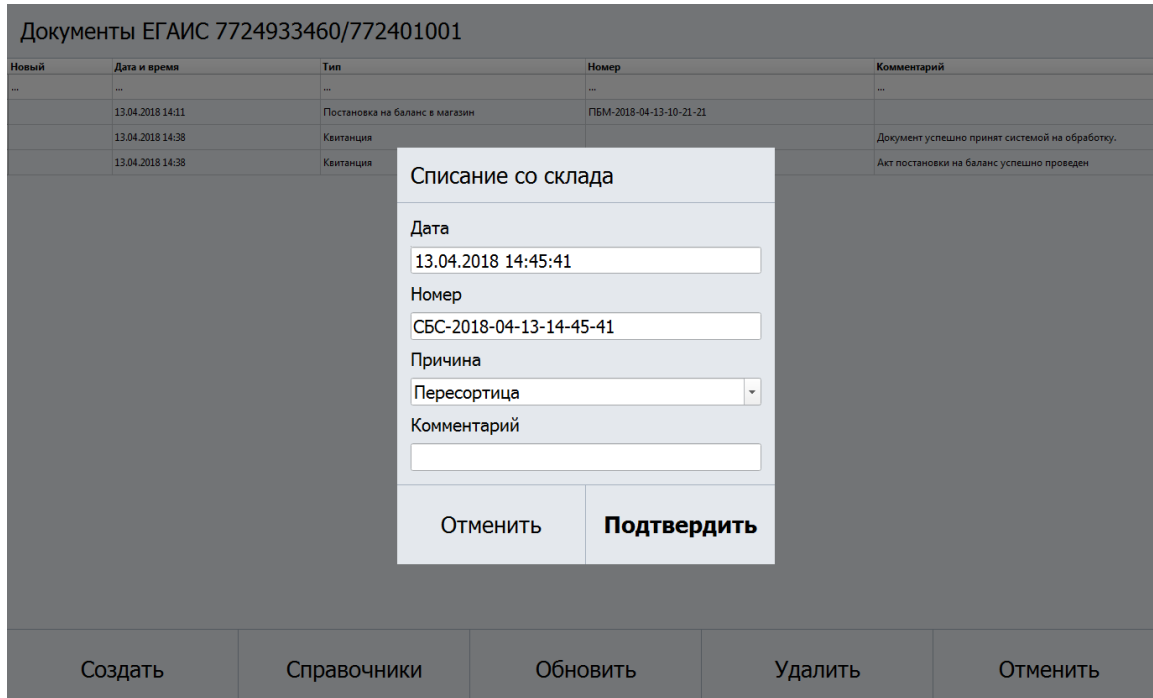 Документы ЕГАИС 7724933460/772401001
Новый Дата и время Тип Номер Комментарий
... ... ... ... ...
13.04.2018 14:11 Постановка на баланс в магазин ПБМ-2018-04-13-10-21-21
13.04.2018 14:38 Квитанция Документ успешно принят системой на обработку.
13.04.2018 14:38 Квитанция Акт постановки на баланс успешно проведен
Списание со склада
Дата
13.04.2018 14:45:41
Номер
СБС-2018-04-13-14-45-41
Причина
Пересортица
Комментарий
Отменить Подтвердить
Создать Справочники Обновить Удалить Отменить